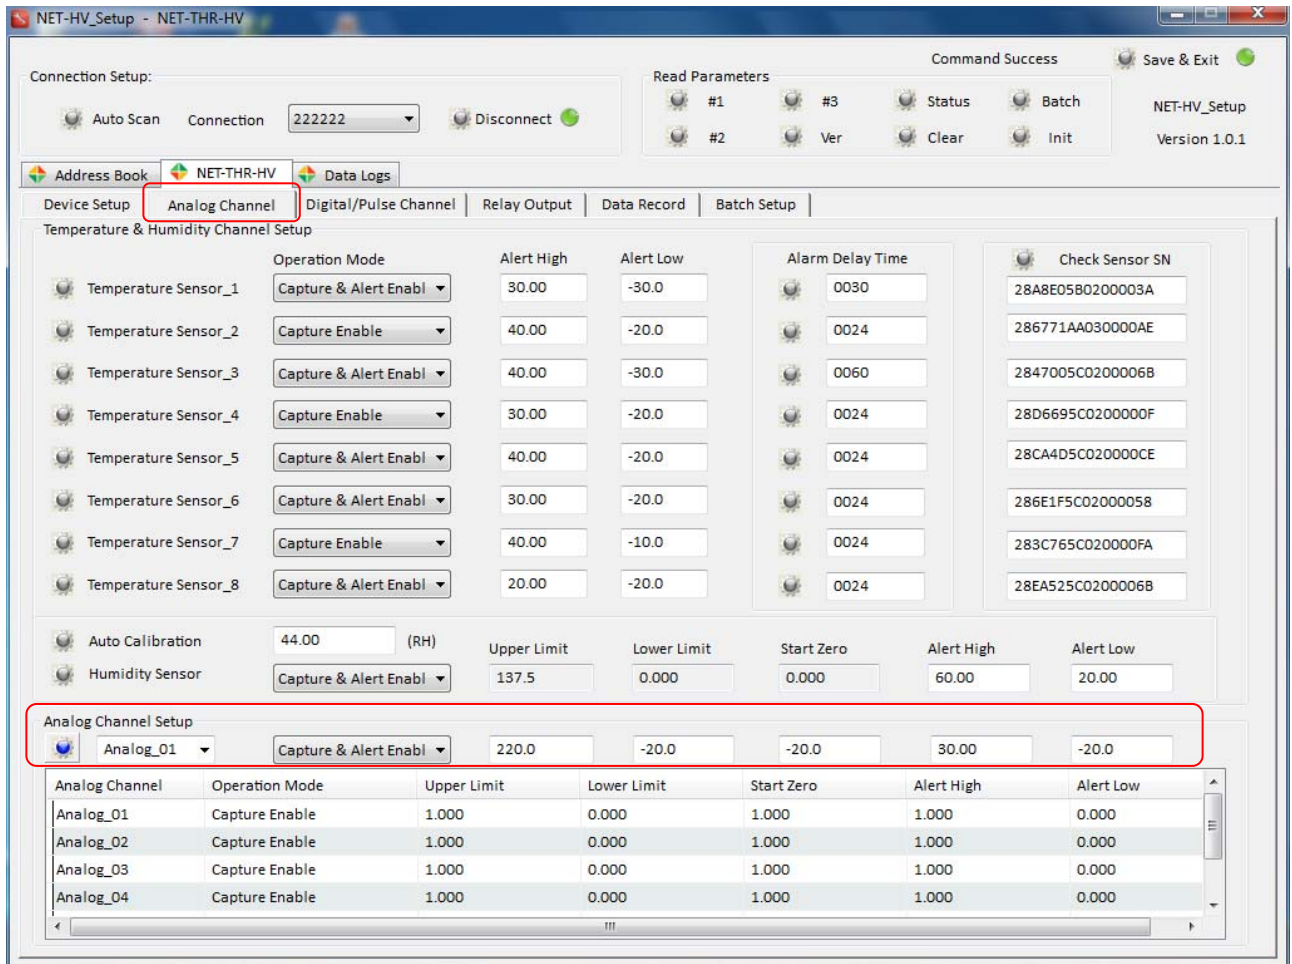 NET-HV_Setup - NET-THR-HV
Command Success Save & Exit
Connection Setup: Read Parameters
#1 #3 Status Batch NET-HV_Setup
Auto Scan Connection 222222 Disconnect
#2 Ver Clear Init Version 1.0.1
Address Book NET-THR-HV Data Logs
Device Setup Analog Channel Digital/Pulse Channel Relay Output Data Record Batch Setup
Temperature & Humidity Channel Setup
Operation Mode Alert High Alert Low Alarm Delay Time Check Sensor SN
Temperature Sensor_1 Capture & Alert Enabl 30.00 -30.0 0030 28A8E05B0200003A
Temperature Sensor_2 Capture Enable 40.00 -20.0 0024 286771AA030000AE
Temperature Sensor_3 Capture & Alert Enabl 40.00 -30.0 0060 2847005C0200006B
Temperature Sensor_4 Capture Enable 30.00 -20.0 0024 28D6695C0200000F
Temperature Sensor_5 Capture & Alert Enabl 40.00 -20.0 0024 28CA4D5C020000CE
Temperature Sensor_6 Capture & Alert Enabl 30.00 -20.0 0024 286E1F5C02000058
Temperature Sensor_7 Capture Enable 40.00 -10.0 0024 283C765C020000FA
Temperature Sensor_8 Capture & Alert Enabl 20.00 -20.0 0024 28EA525C0200006B
Auto Calibration 44.00 (RH) Upper Limit Lower Limit Start Zero Alert High Alert Low
Humidity Sensor Capture & Alert Enabl 137.5 0.000 0.000 60.00 20.00
Analog Channel Setup
Analog_01 Capture & Alert Enabl 220.0 -20.0 -20.0 30.00 -20.0
Analog Channel Operation Mode Upper Limit Lower Limit Start Zero Alert High Alert Low
Analog_01 Capture Enable 1.000 0.000 1.000 1.000 0.000
Analog_02 Capture Enable 1.000 0.000 1.000 1.000 0.000
Analog_03 Capture Enable 1.000 0.000 1.000 1.000 0.000
Analog_04 Capture Enable 1.000 0.000 1.000 1.000 0.000